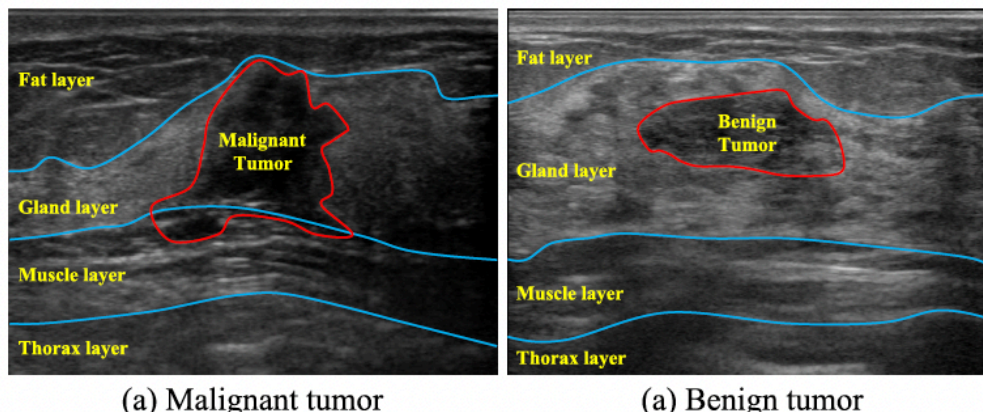 Fat layer
Malignant
Tumor
Gland layer
Muscle layer
Thorax layer
(a) Malignant tumor
Fat layer
Benign
Tumor
Gland layer
Muscle layer
Thorax layer
(a) Benign tumor